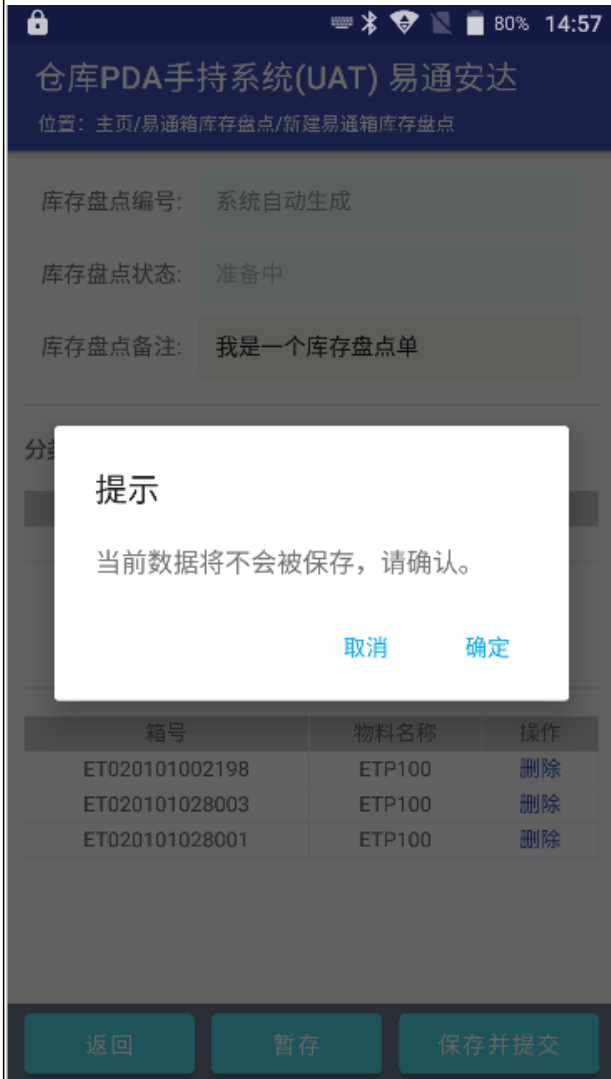 80% 14:57
仓库PDA手持系统(UAT) 易通安达
位置：主页/易通箱库存盘点/新建易通箱库存盘点
库存盘点编号: 系统自动生成
库存盘点状态: 准备中
库存盘点备注: 我是一个库存盘点单
分
提示
当前数据将不会被保存，请确认。
取消 确定
箱号 物料名称 操作
ET020101002198 ETP100 删除
ET020101028003 ETP100 删除
ET020101028001 ETP100 删除
返回 暂存 保存并提交